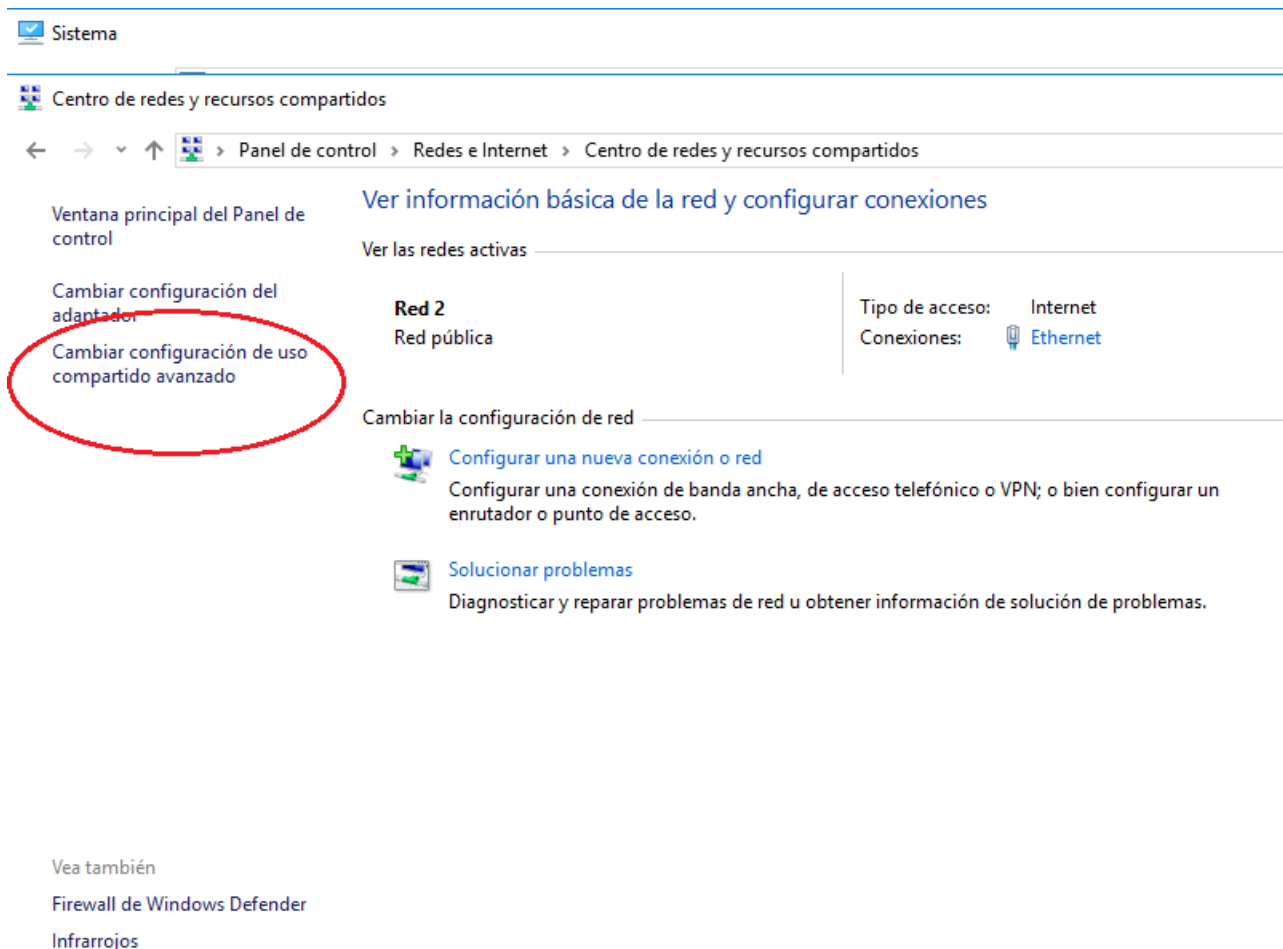 Sistema
Centro de redes y recursos compartidos
Panel de control > Redes e Internet > Centro de redes y recursos compartidos
Ventana principal del Panel de
control
Cambiar configuración del
adaptador
Cambiar configuración de uso
compartido avanzado
Ver información básica de la red y configurar conexiones
Ver las redes activas
Red 2
Red pública
Tipo de acceso: Internet
Conexiones: Ethernet
Cambiar la configuración de red
Configurar una nueva conexión o red
Configurar una conexión de banda ancha, de acceso telefónico o VPN; o bien configurar un
enrutador o punto de acceso.
Solucionar problemas
Diagnosticar y reparar problemas de red u obtener información de solución de problemas.
Vea también
Firewall de Windows Defender
Infrarrojos